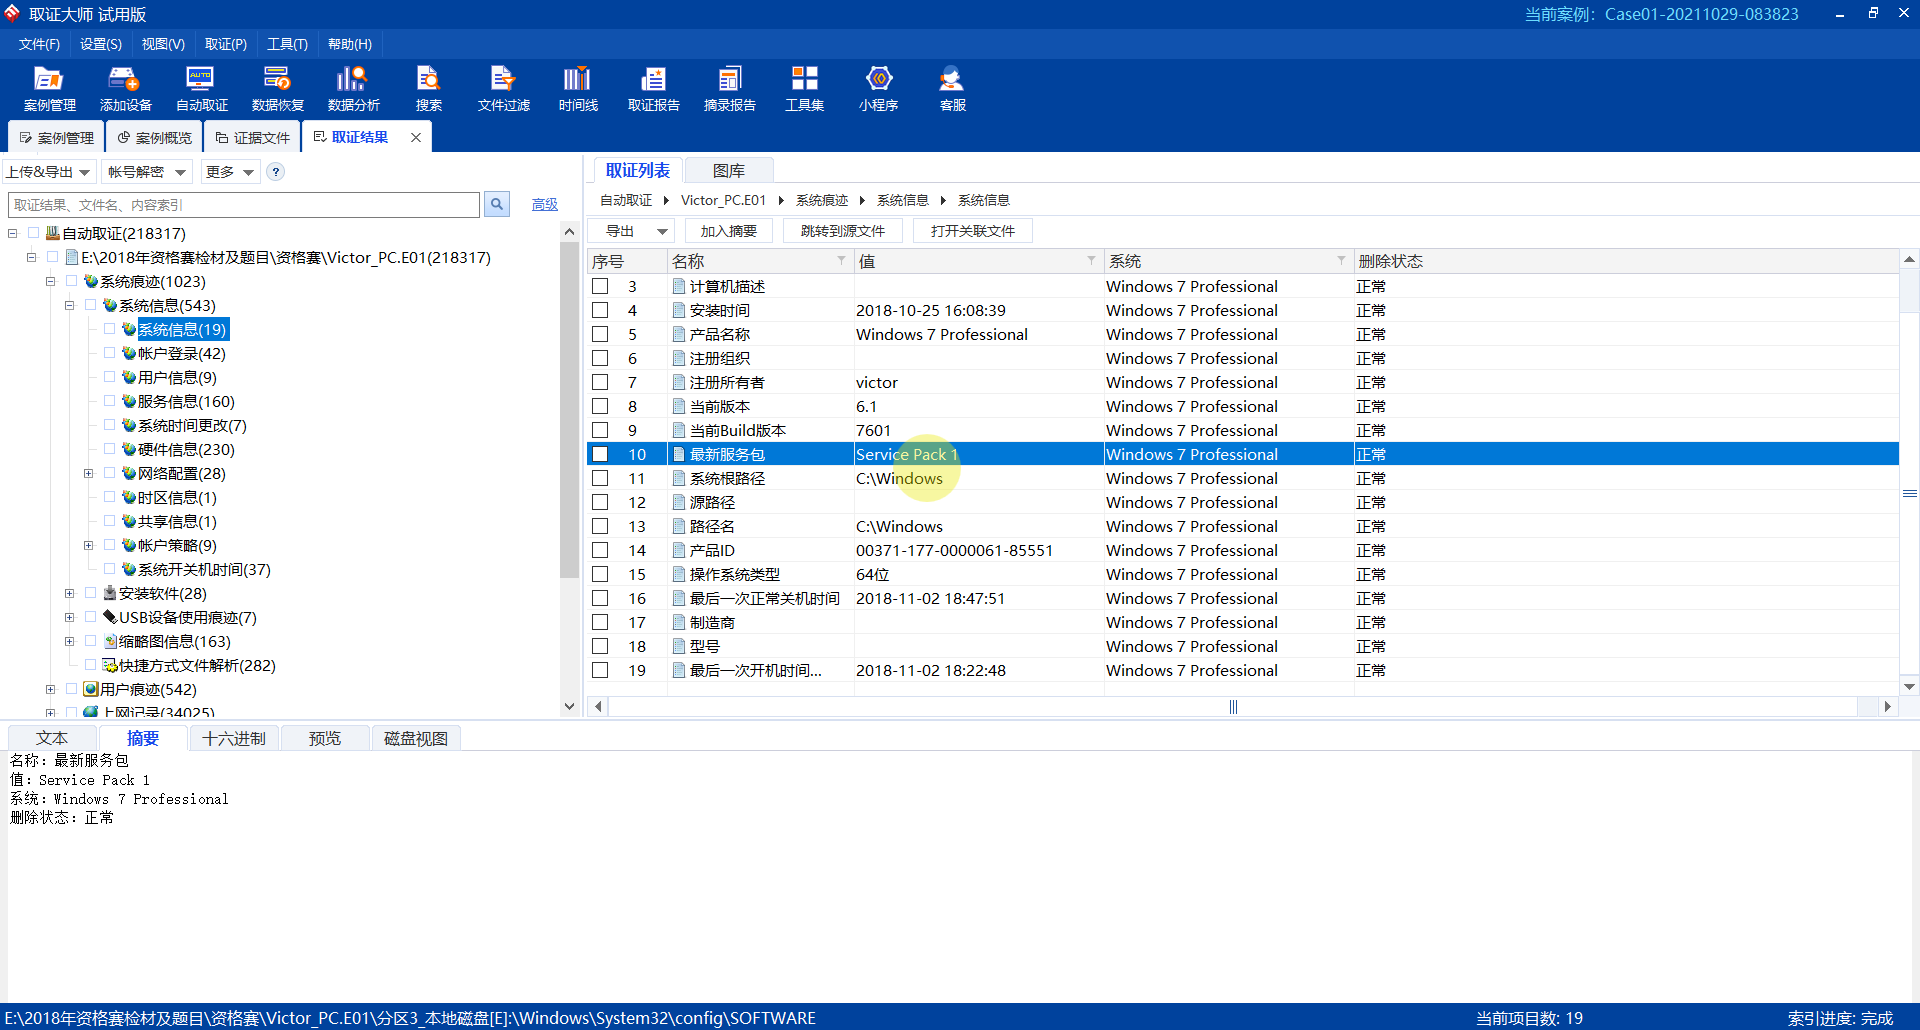 取证大师 试用版
当前案例: Case01-20211029-083823
文件(F) 设置(S) 视图(V) 取证(P) 工具(T) 帮助(H)
案例管理 添加设备 自动取证 数据恢复 数据分析 搜索 文件过滤 时间线 取证报告 摘录报告 工具集 小程序 客服
案例管理 案例概览 证据文件 取证结果
上传&导出 帐号解密 更多 ?
取证结果、文件名、内容索引 高级
自动取证(218317)
E:\2018年资格赛检材及题目\资格赛\Victor_PC.E01(218317)
系统痕迹(1023)
系统信息(543)
系统信息(19)
帐户登录(42)
用户信息(9)
服务信息(160)
系统时间更改(7)
硬件信息(230)
网络配置(28)
时区信息(1)
共享信息(1)
帐户策略(9)
系统开关机时间(37)
安装软件(28)
USB设备使用痕迹(7)
缩略图信息(163)
快捷方式文件解析(282)
用户痕迹(542)
上网记录(34025)
取证列表 图库
自动取证 Victor_PC.E01 系统痕迹 系统信息 系统信息
导出 加入摘要 跳转到源文件 打开关联文件
序号 名称 值 系统 删除状态
3 计算机描述 Windows 7 Professional 正常
4 安装时间 2018-10-25 16:08:39 Windows 7 Professional 正常
5 产品名称 Windows 7 Professional Windows 7 Professional 正常
6 注册组织 Windows 7 Professional 正常
7 注册所有者 victor Windows 7 Professional 正常
8 当前版本 6.1 Windows 7 Professional 正常
9 当前Build版本 7601 Windows 7 Professional 正常
10 最新服务包 Service Pack 1 Windows 7 Professional 正常
11 系统根路径 C:\Windows Windows 7 Professional 正常
12 源路径 Windows 7 Professional 正常
13 路径名 C:\Windows Windows 7 Professional 正常
14 产品ID 00371-177-0000061-85551 Windows 7 Professional 正常
15 操作系统类型 64位 Windows 7 Professional 正常
16 最后一次正常关机时间 2018-11-02 18:47:51 Windows 7 Professional 正常
17 制造商 Windows 7 Professional 正常
18 型号 Windows 7 Professional 正常
19 最后一次开机时间... 2018-11-02 18:22:48 Windows 7 Professional 正常
文本 摘要 十六进制 预览 磁盘视图
名称: 最新服务包
值: Service Pack 1
系统: Windows 7 Professional
删除状态: 正常
E:\2018年资格赛检材及题目\资格赛\Victor_PC.E01\分区3_本地磁盘[E]:\Windows\System32\config\SOFTWARE 当前项目数: 19 索引进度: 完成